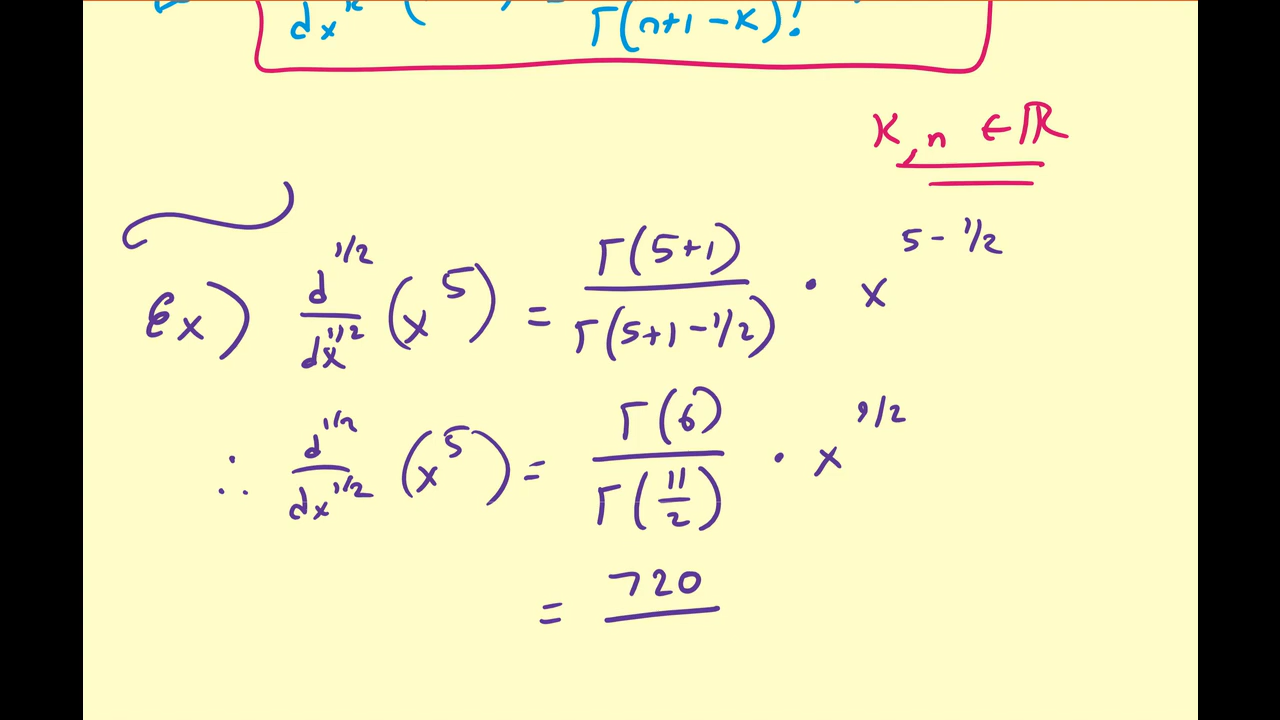 dx^k ( Γ(n+1-k)!
k, n ∈ ℝ
Ex) d^1/2/dx^1/2 (x^5) = Γ(5+1)/Γ(5+1-1/2) · x^5-1/2
∴ d^1/2/dx^1/2 (x^5) = Γ(6)/Γ(11/2) · x^9/2
= 720